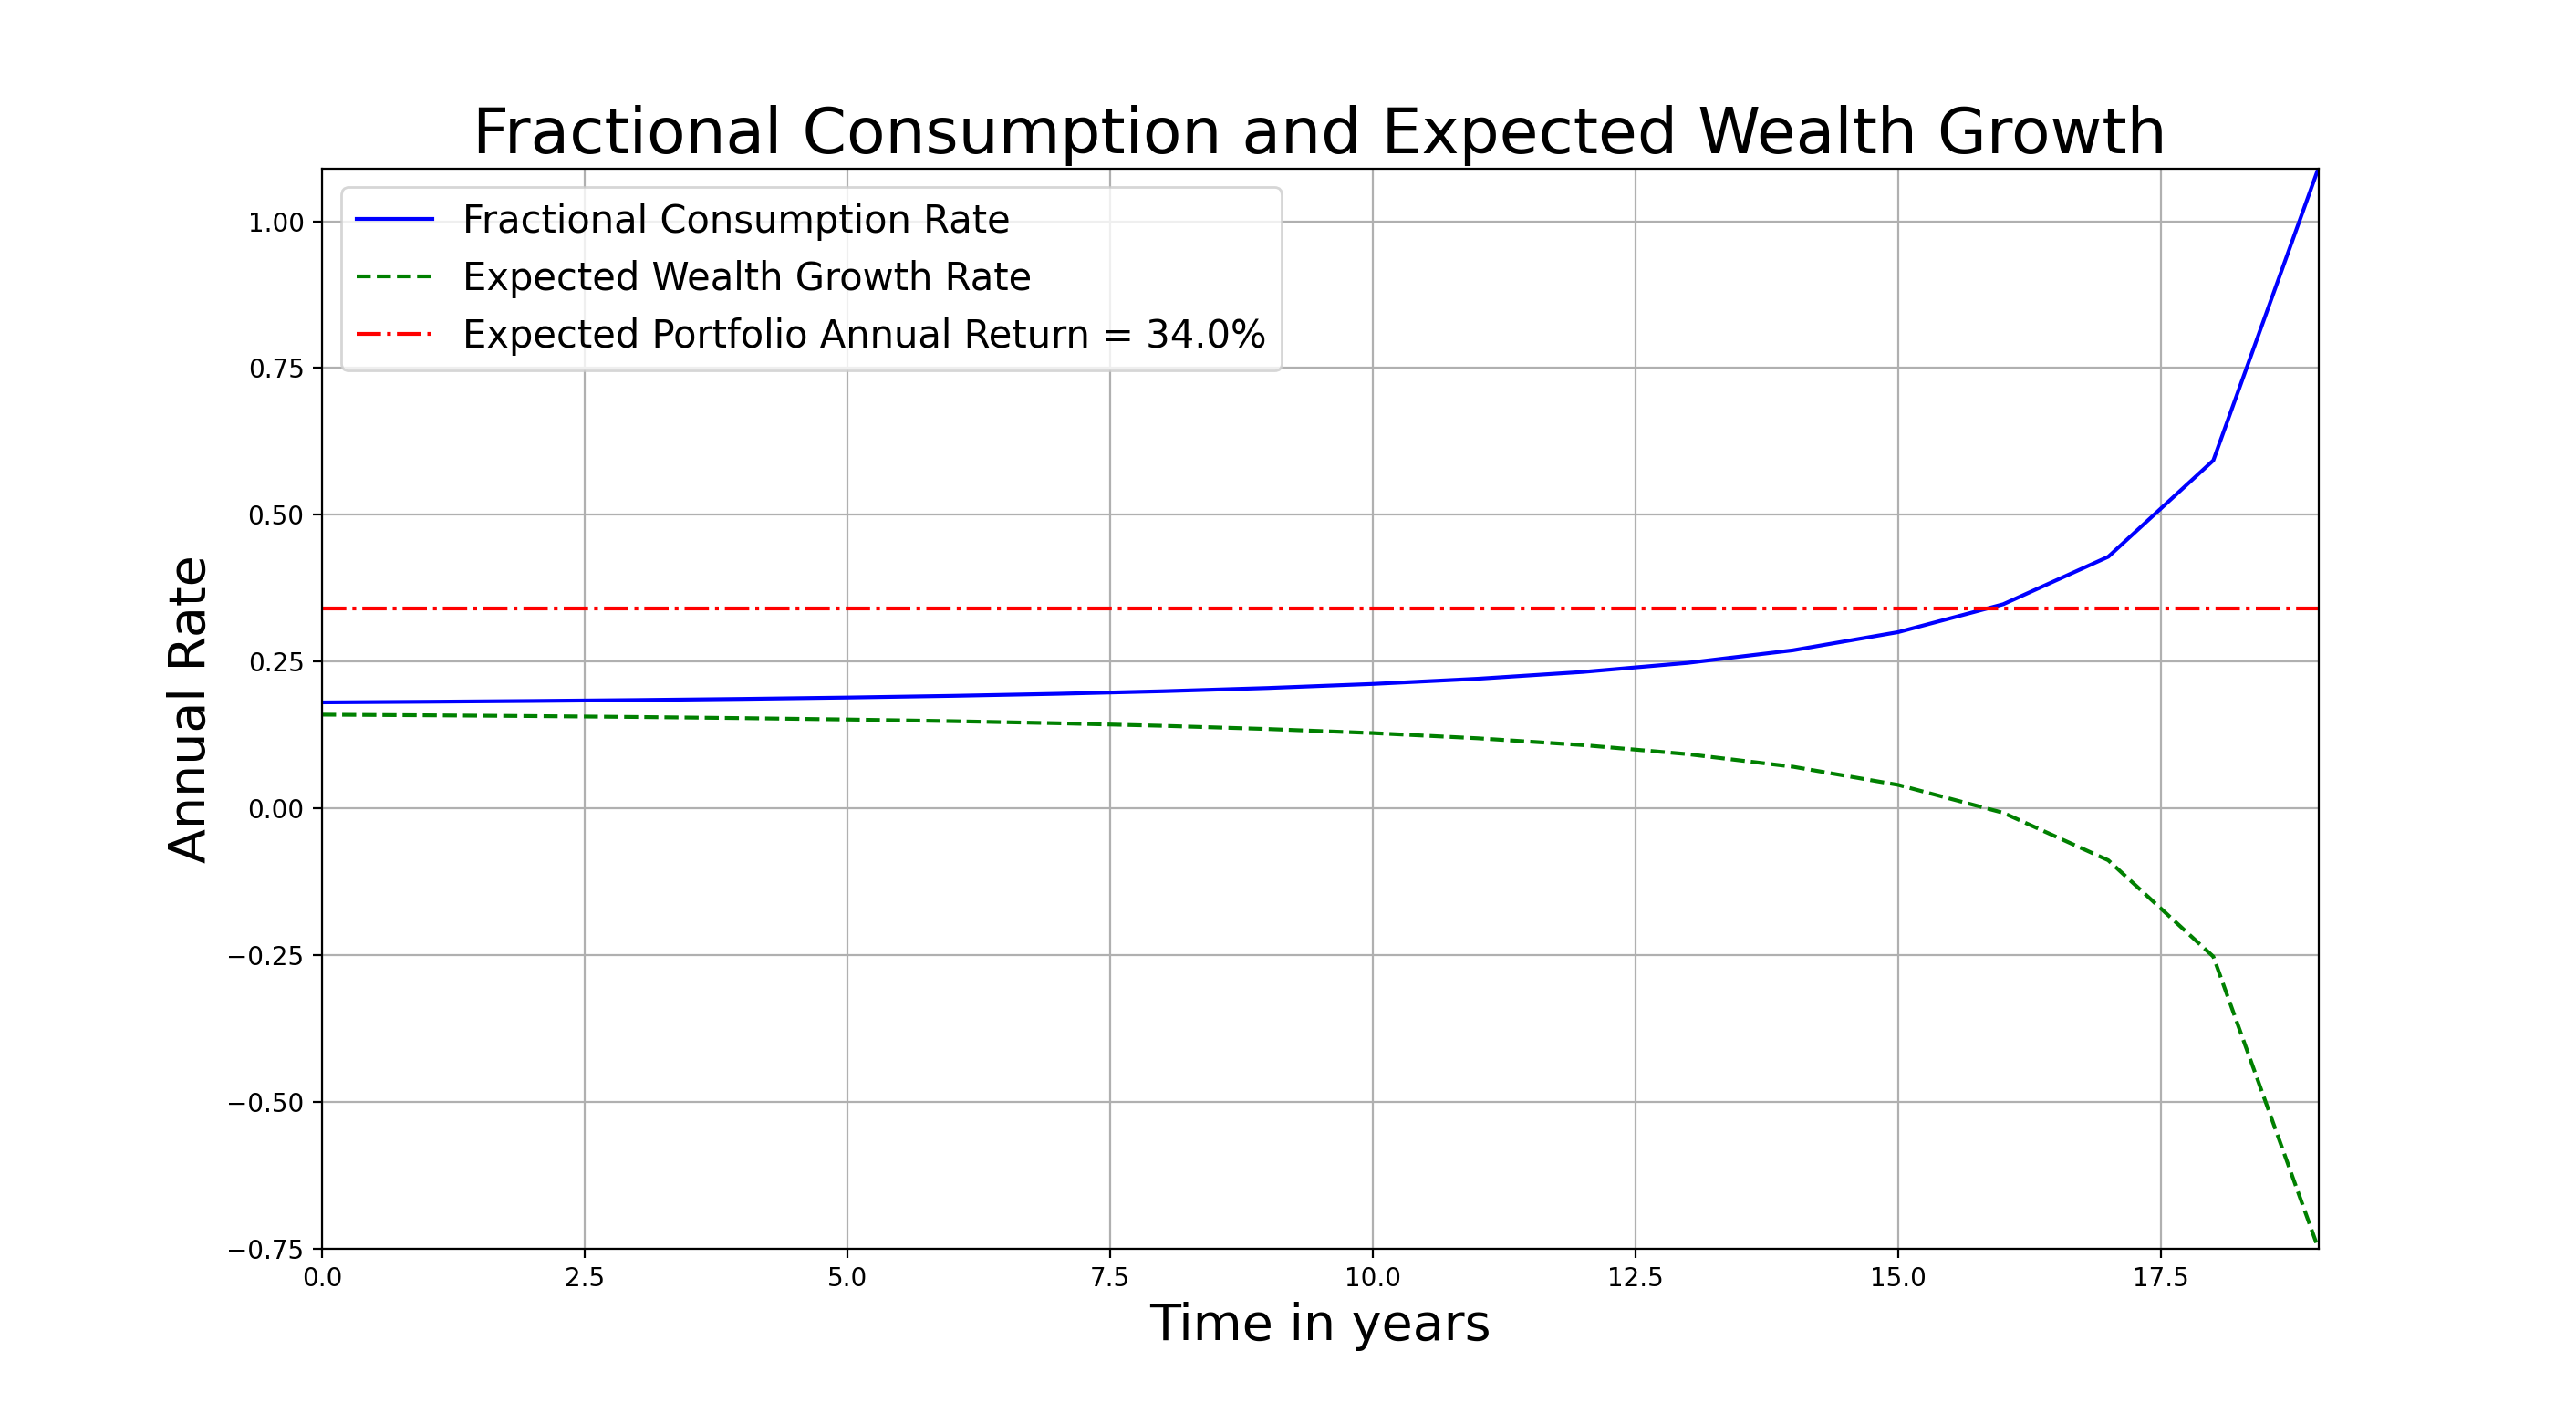 Fractional Consumption and Expected Wealth Growth
Fractional Consumption Rate
Expected Wealth Growth Rate
Expected Portfolio Annual Return = 34.0%
Annual Rate
1.00
0.75
0.50
0.25
0.00
−0.25
−0.50
−0.75
0.0 2.5 5.0 7.5 10.0 12.5 15.0 17.5
Time in years